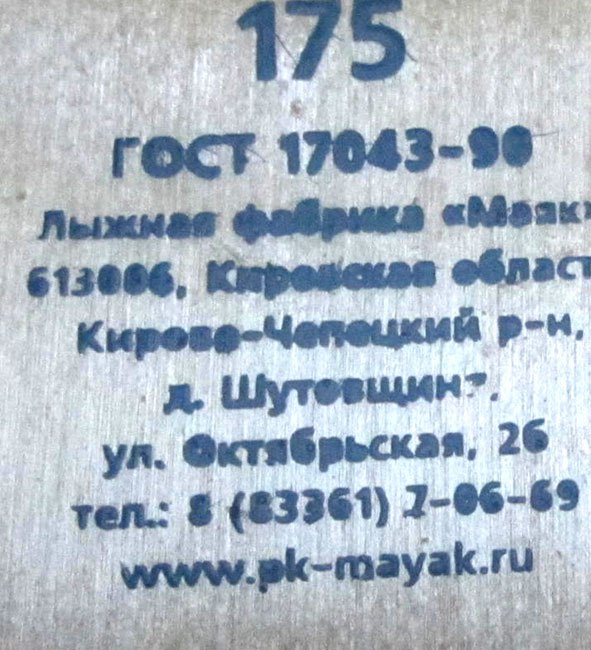 175
ГОСТ 17043-90
Лыжная фабрика «Маяк»
613006, Кировская област
Кирово-Чепецкий р-н,
д.
ул. Октябрьская, 26
тел.: 8 (83361) 7-06-69
www.pk-mayak.ru